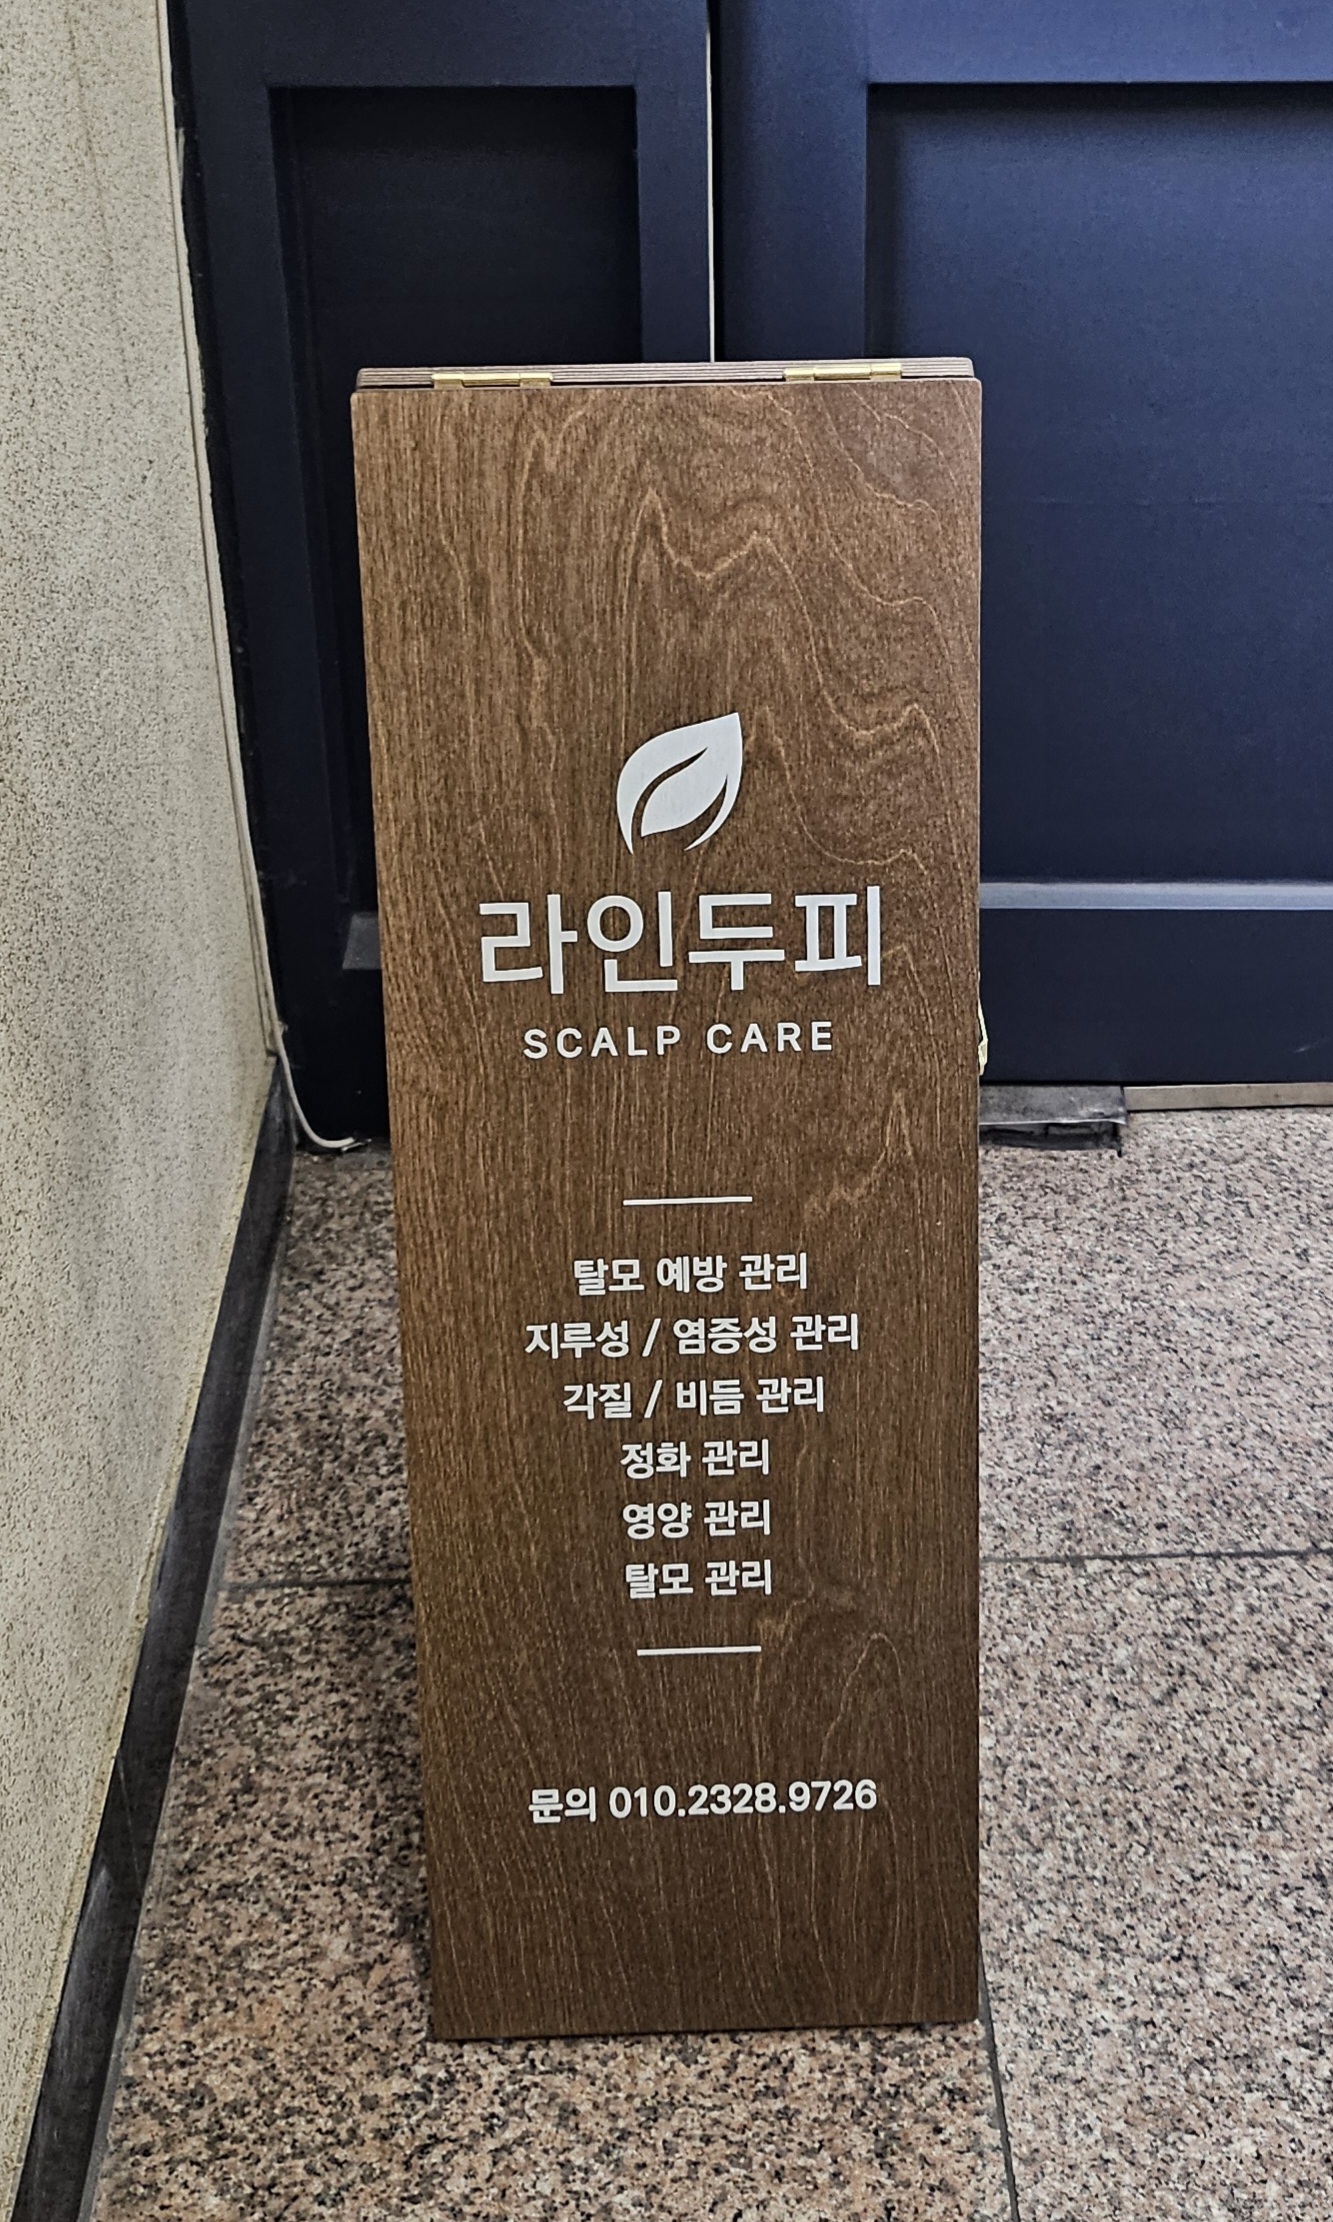 라인두피
SCALP CARE
탈모 예방 관리
지루성 / 염증성 관리
각질 / 비듬 관리
정화 관리
영양 관리
탈모 관리
문의 010.2328.9726